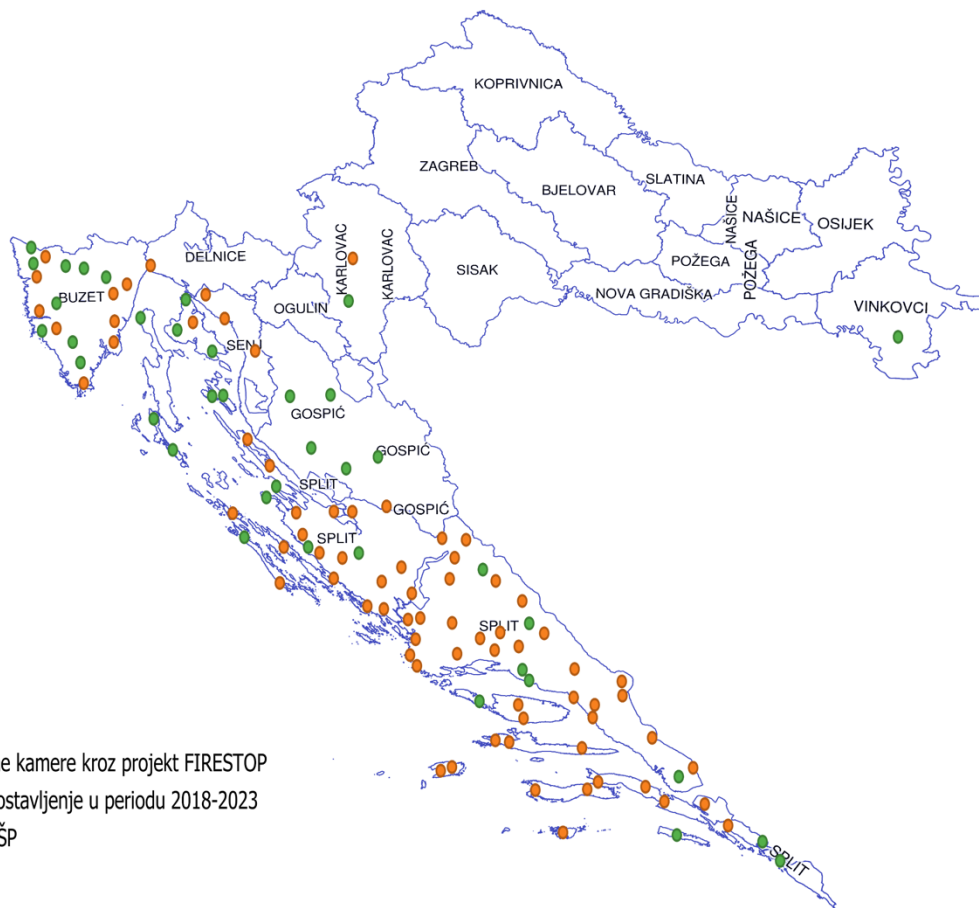 KOPRIVNICA
ZAGREB
BJELOVAR
SLATINA
NAŠICE
NAŠICE
OSIJEK
DELNICE
KARLOVAC
KARLOVAC
SISAK
POŽEGA
POŽEGA
BUZET
OGULIN
NOVA GRADIŠKA
VINKOVCI
SENJ
GOSPIĆ
GOSPIĆ
SPLIT
GOSPIĆ
SPLIT
SPLIT
kamere kroz projekt FIRESTOP
u periodu 2018-2023
ŠP
SPLIT